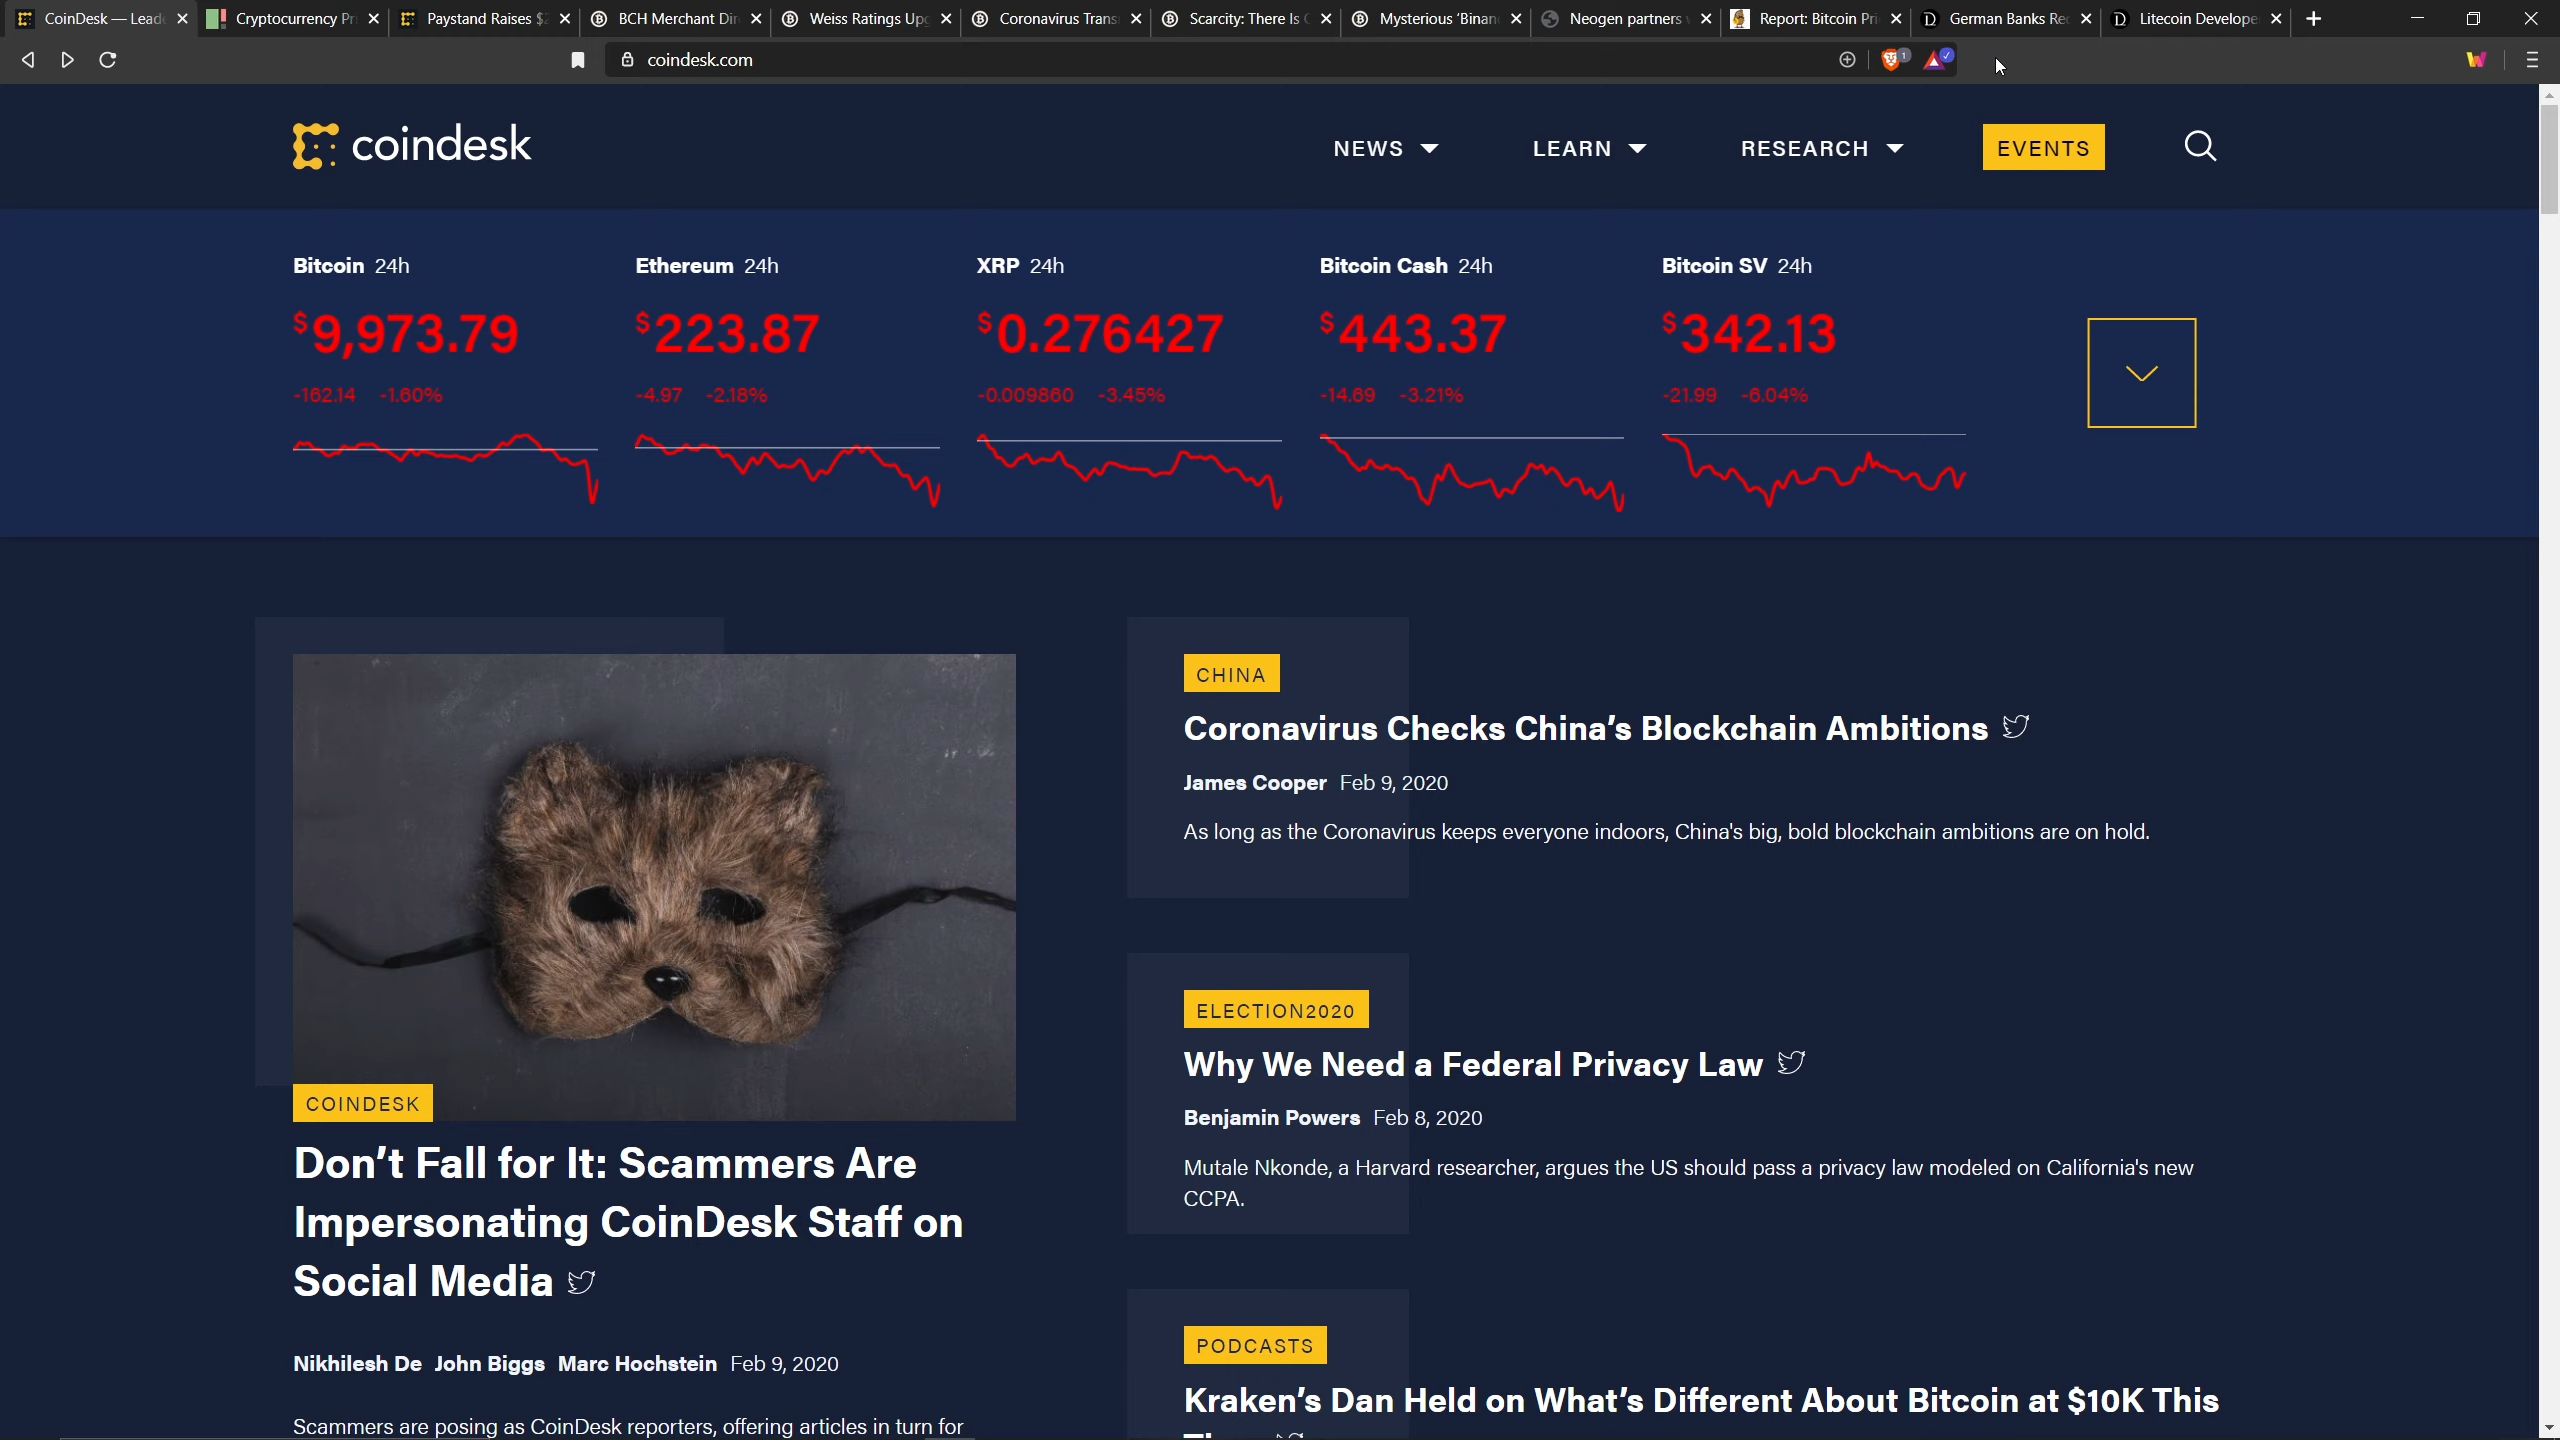 CoinDesk — Lead
Cryptocurrency Pr
Paystand Raises $
BCH Merchant Dir
Weiss Ratings Upg
Coronavirus Trans
Scarcity: There Is
Mysterious ‘Binan
Neogen partners
Report: Bitcoin Pri
German Banks Re
Litecoin Develope
coindesk.com
1
coindesk
NEWS
LEARN
RESEARCH
EVENTS
Bitcoin 24h
$9,973.79
-162.14 -1.60%
Ethereum 24h
$223.87
-4.97 -2.18%
XRP 24h
$0.276427
-0.009860 -3.45%
Bitcoin Cash 24h
$443.37
-14.69 -3.21%
Bitcoin SV 24h
$342.13
-21.99 -6.04%
COINDESK
Don’t Fall for It: Scammers Are
Impersonating CoinDesk Staff on
Social Media
Nikhilesh De John Biggs Marc Hochstein Feb 9, 2020
Scammers are posing as CoinDesk reporters, offering articles in turn for
CHINA
Coronavirus Checks China’s Blockchain Ambitions
James Cooper Feb 9, 2020
As long as the Coronavirus keeps everyone indoors, China's big, bold blockchain ambitions are on hold.
ELECTION2020
Why We Need a Federal Privacy Law
Benjamin Powers Feb 8, 2020
Mutale Nkonde, a Harvard researcher, argues the US should pass a privacy law modeled on California's new
CCPA.
PODCASTS
Kraken’s Dan Held on What’s Different About Bitcoin at $10K This